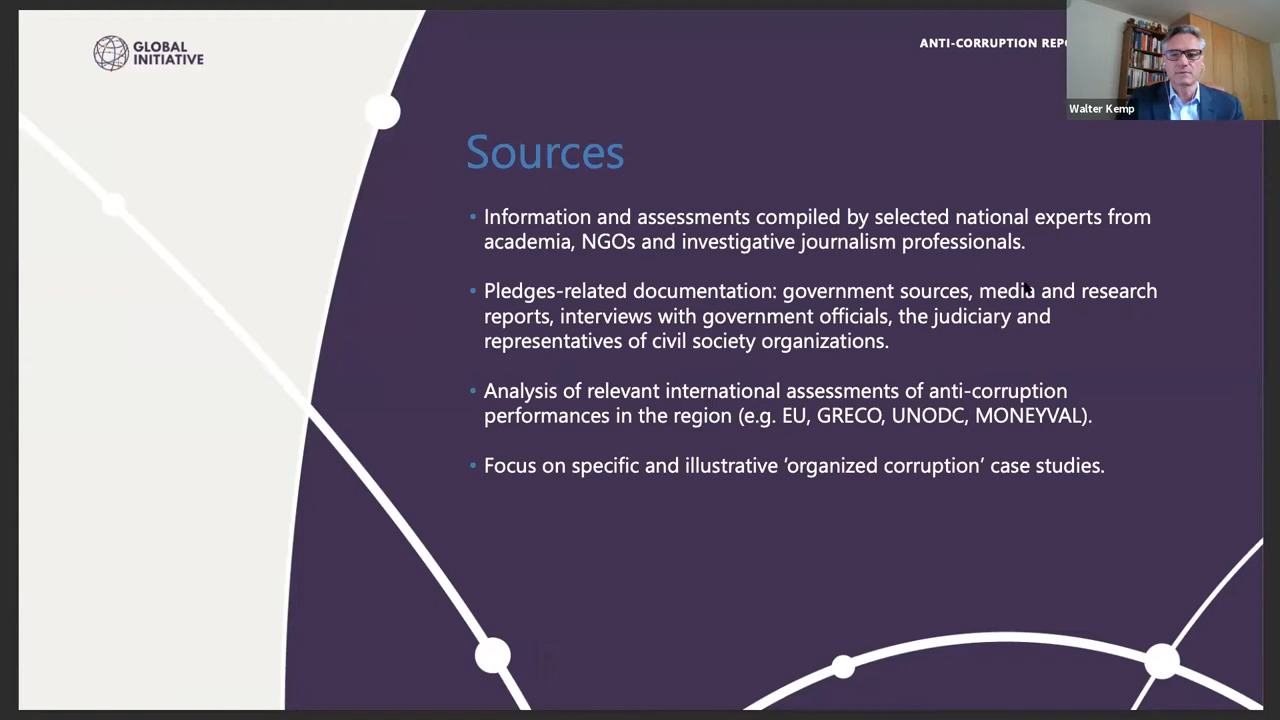 GLOBAL
INITIATIVE
ANTI-CORRUPTION
Walter Kemp
Sources
• Information and assessments compiled by selected national experts from
academia, NGOs and investigative journalism professionals.
• Pledges-related documentation: government sources, media and research
reports, interviews with government officials, the judiciary and
representatives of civil society organizations.
• Analysis of relevant international assessments of anti-corruption
performances in the region (e.g. EU, GRECO, UNODC, MONEYVAL).
• Focus on specific and illustrative ‘organized corruption’ case studies.